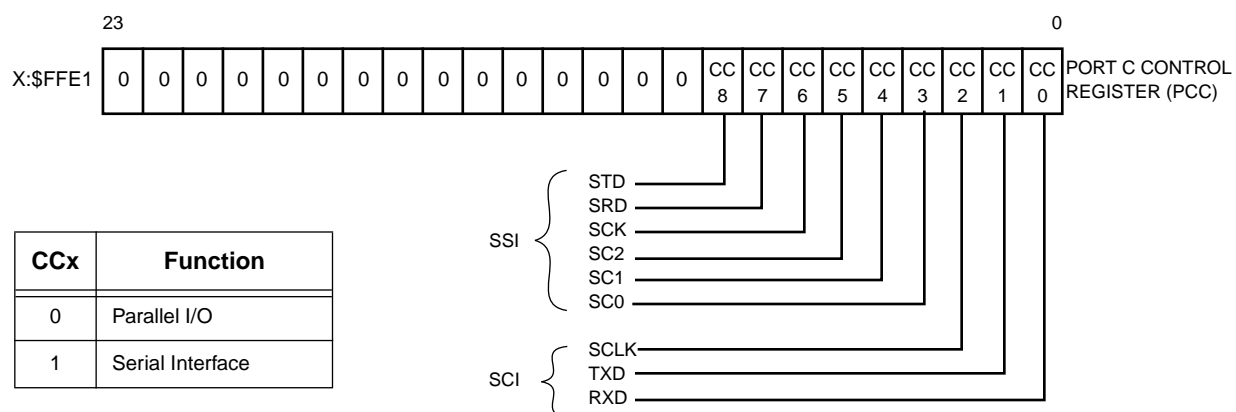 23 0
X:$FFE1 0 0 0 0 0 0 0 0 0 0 0 0 0 0 0 0 CC 8 CC 7 CC 6 CC 5 CC 4 CC 3 CC 2 CC 1 CC 0 PORT C CONTROL
REGISTER (PCC)
SSI
STD
SRD
SCK
SC2
SC1
SC0
SCI
SCLK
TXD
RXD
CCx Function
0 Parallel I/O
1 Serial Interface